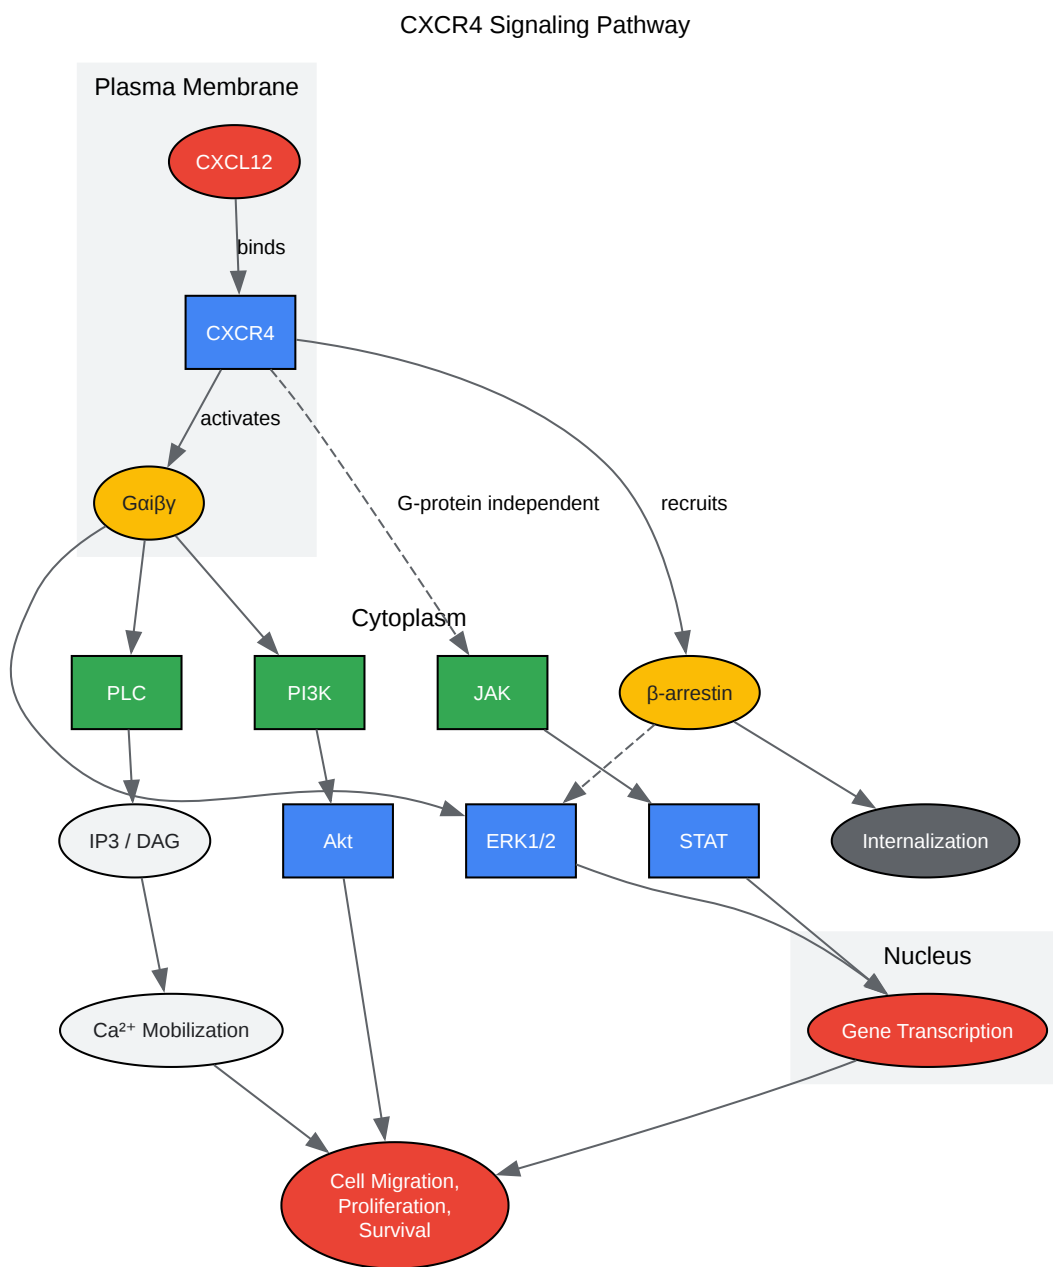 CXCR4 Signaling Pathway
Plasma Membrane
CXCL12
binds
CXCR4
activates
Gαiβγ
G-protein independent
recruits
Cytoplasm
PLC
PI3K
JAK
β-arrestin
IP3 / DAG
Akt
ERK1/2
STAT
Internalization
Nucleus
Ca²⁺ Mobilization
Gene Transcription
Cell Migration,
Proliferation,
Survival